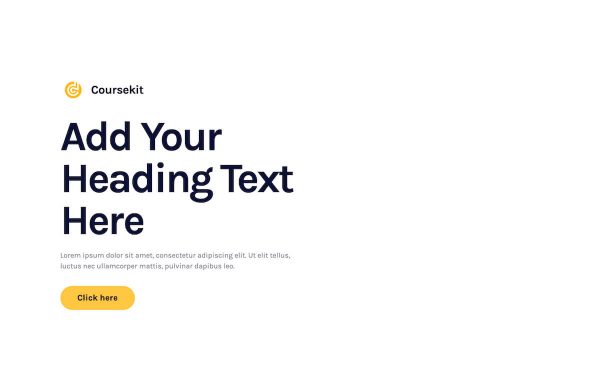 Coursekit
Add Your
Heading Text
Here
Lorem ipsum dolor sit amet, consectetur adipiscing elit. Ut elit tellus,
luctus nec ullamcorper mattis, pulvinar dapibus leo.
Click here